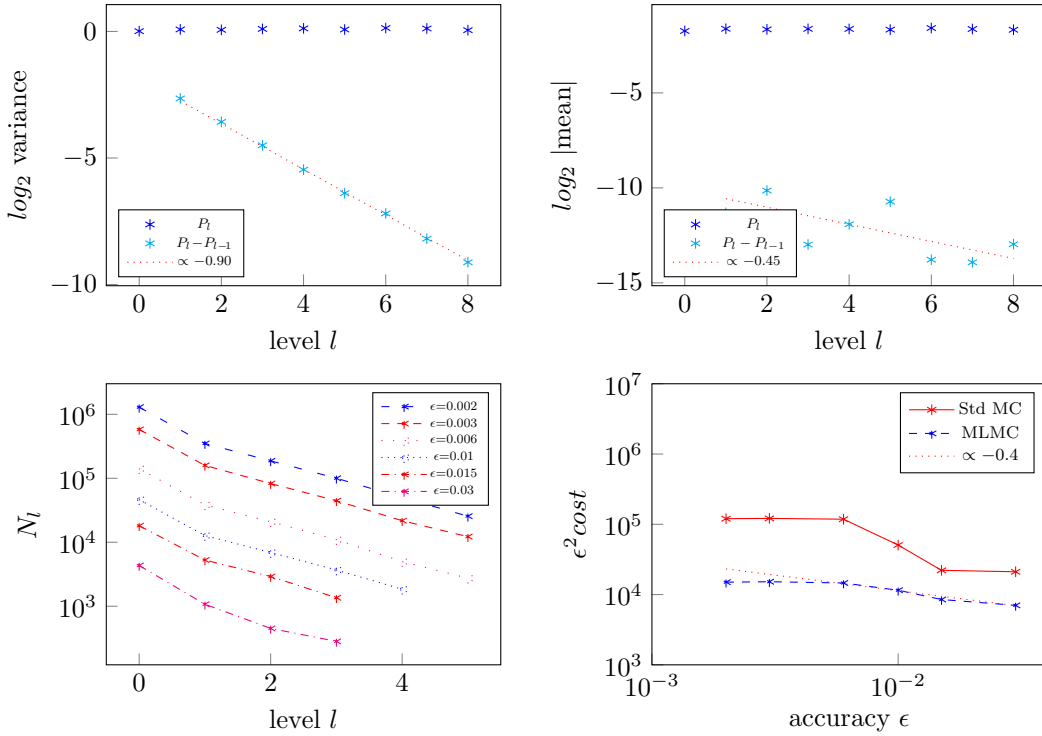 0
−5
−10
log₂ variance
P_l
P_l − P_{l−1}
∝ −0.90
0 2 4 6 8
level l
−5
−10
−15
log₂ |mean|
P_l
P_l − P_{l−1}
∝ −0.45
0 2 4 6 8
level l
10⁶
10⁵
10⁴
10³
N_l
ϵ=0.002
ϵ=0.003
ϵ=0.006
ϵ=0.01
ϵ=0.015
ϵ=0.03
0 2 4
level l
10⁷
10⁶
10⁵
10⁴
10³
ϵ²cost
Std MC
MLMC
∝ −0.4
10⁻³ 10⁻²
accuracy ϵ